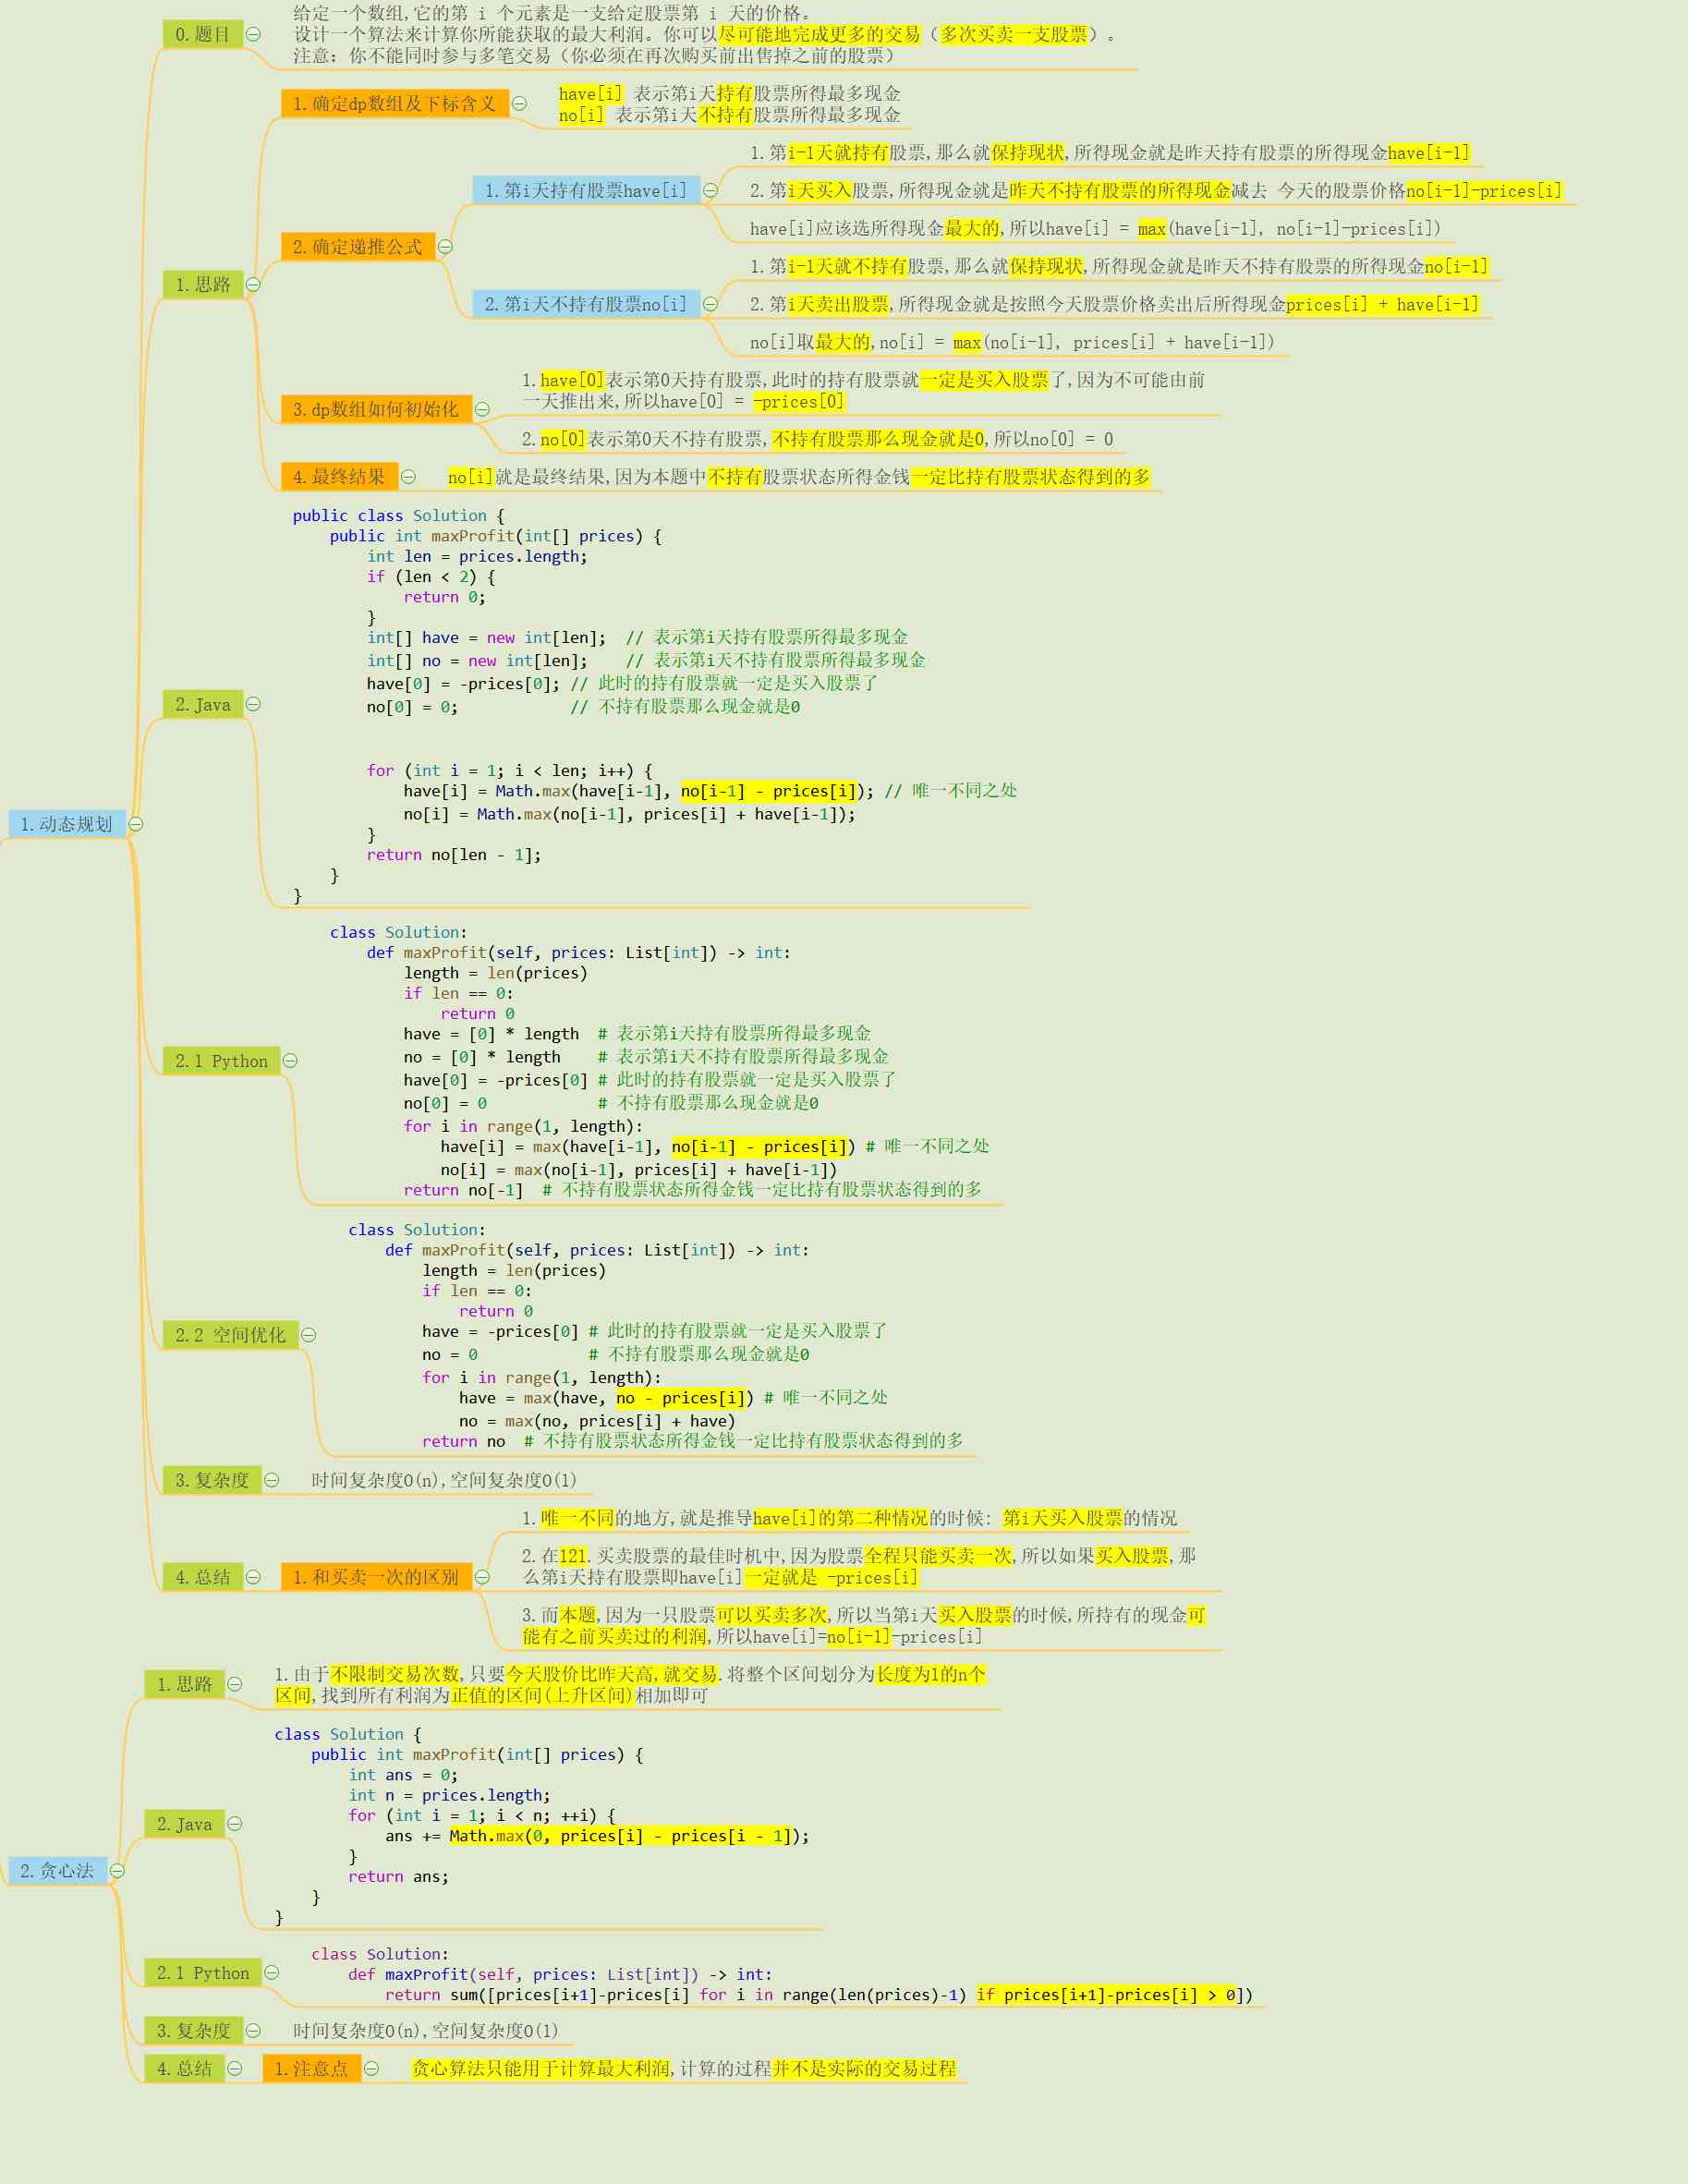 给定一个数组,它的第 i 个元素是一支给定股票第 i 天的价格。
0.题目
设计一个算法来计算你所能获取的最大利润。你可以尽可能地完成更多的交易（多次买卖一支股票）。
注意: 你不能同时参与多笔交易（你必须在再次购买前出售掉之前的股票）
1.思路
1.确定dp数组及下标含义
have[i] 表示第i天持有股票所得最多现金
no[i] 表示第i天不持有股票所得最多现金
2.确定递推公式
1.第i天持有股票have[i]
1.第i-1天就持有股票,那么就保持现状,所得现金就是昨天持有股票的所得现金have[i-1]
2.第i天买入股票,所得现金就是昨天不持有股票的所得现金减去 今天的股票价格no[i-1]-prices[i]
have[i]应该选所得现金最大的,所以have[i] = max(have[i-1], no[i-1]-prices[i])
2.第i天不持有股票no[i]
1.第i-1天就不持有股票,那么就保持现状,所得现金就是昨天不持有股票的所得现金no[i-1]
2.第i天卖出股票,所得现金就是按照今天股票价格卖出后所得现金prices[i] + have[i-1]
no[i]取最大的,no[i] = max(no[i-1], prices[i] + have[i-1])
3.dp数组如何初始化
1.have[0]表示第0天持有股票,此时的持有股票就一定是买入股票了,因为不可能由前
一天推出来,所以have[0] = -prices[0]
2.no[0]表示第0天不持有股票,不持有股票那么现金就是0,所以no[0] = 0
4.最终结果
no[i]就是最终结果,因为本题中不持有股票状态所得金钱一定比持有股票状态得到的多
1.动态规划
2.Java
public class Solution {
public int maxProfit(int[] prices) {
int len = prices.length;
if (len < 2) {
return 0;
}
int[] have = new int[len];  // 表示第i天持有股票所得最多现金
int[] no = new int[len];    // 表示第i天不持有股票所得最多现金
have[0] = -prices[0]; // 此时的持有股票就一定是买入股票了
no[0] = 0;            // 不持有股票那么现金就是0
for (int i = 1; i < len; i++) {
have[i] = Math.max(have[i-1], no[i-1] - prices[i]); // 唯一不同之处
no[i] = Math.max(no[i-1], prices[i] + have[i-1]);
}
return no[len - 1];
}
}
2.1 Python
class Solution:
def maxProfit(self, prices: List[int]) -> int:
length = len(prices)
if len == 0:
return 0
have = [0] * length  # 表示第i天持有股票所得最多现金
no = [0] * length    # 表示第i天不持有股票所得最多现金
have[0] = -prices[0] # 此时的持有股票就一定是买入股票了
no[0] = 0            # 不持有股票那么现金就是0
for i in range(1, length):
have[i] = max(have[i-1], no[i-1] - prices[i]) # 唯一不同之处
no[i] = max(no[i-1], prices[i] + have[i-1])
return no[-1]  # 不持有股票状态所得金钱一定比持有股票状态得到的多
2.2 空间优化
class Solution:
def maxProfit(self, prices: List[int]) -> int:
length = len(prices)
if len == 0:
return 0
have = -prices[0] # 此时的持有股票就一定是买入股票了
no = 0            # 不持有股票那么现金就是0
for i in range(1, length):
have = max(have, no - prices[i]) # 唯一不同之处
no = max(no, prices[i] + have)
return no  # 不持有股票状态所得金钱一定比持有股票状态得到的多
3.复杂度
时间复杂度O(n),空间复杂度O(1)
4.总结
1.和买卖一次的区别
1.唯一不同的地方,就是推导have[i]的第二种情况的时候: 第i天买入股票的情况
2.在121.买卖股票的最佳时机中,因为股票全程只能买卖一次,所以如果买入股票,那
么第i天持有股票即have[i]一定就是 -prices[i]
3.而本题,因为一只股票可以买卖多次,所以当第i天买入股票的时候,所持有的现金可
能有之前买卖过的利润,所以have[i]=no[i-1]-prices[i]
2.贪心法
1.思路
1.由于不限制交易次数,只要今天股价比昨天高,就交易.将整个区间划分为长度为1的n个
区间,找到所有利润为正值的区间(上升区间)相加即可
2.Java
class Solution {
public int maxProfit(int[] prices) {
int ans = 0;
int n = prices.length;
for (int i = 1; i < n; ++i) {
ans += Math.max(0, prices[i] - prices[i - 1]);
}
return ans;
}
}
2.1 Python
class Solution:
def maxProfit(self, prices: List[int]) -> int:
return sum([prices[i+1]-prices[i] for i in range(len(prices)-1) if prices[i+1]-prices[i] > 0])
3.复杂度
时间复杂度O(n),空间复杂度O(1)
4.总结
1.注意点
贪心算法只能用于计算最大利润,计算的过程并不是实际的交易过程